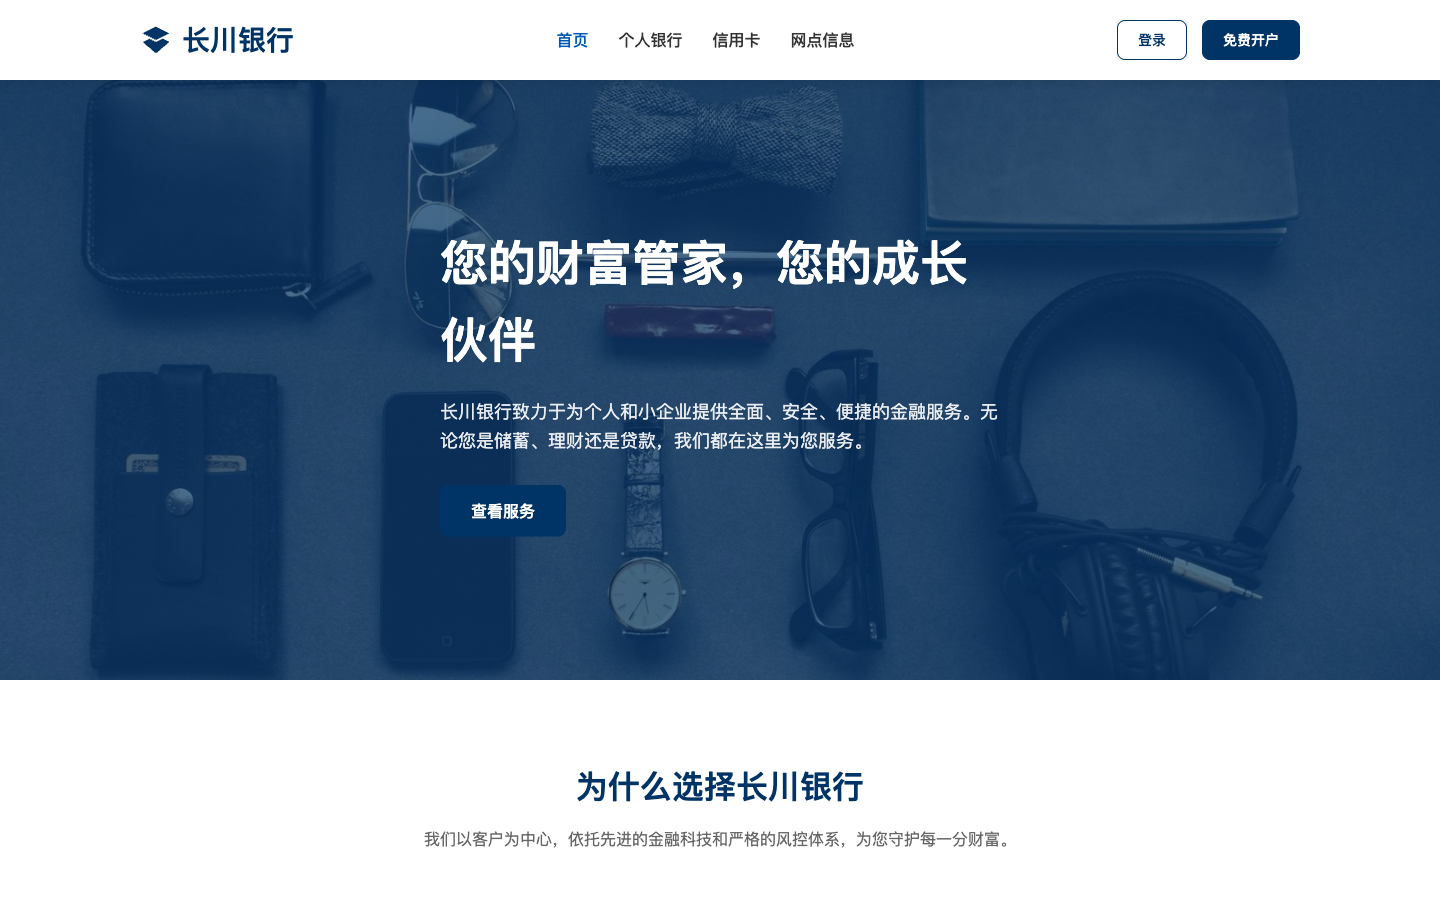 长川银行
首页 个人银行 信用卡 网点信息
登录 免费开户
您的财富管家，您的成长
伙伴
长川银行致力于为个人和小企业提供全面、安全、便捷的金融服务。无
论您是储蓄、理财还是贷款，我们都在这里为您服务。
查看服务
为什么选择长川银行
我们以客户为中心，依托先进的金融科技和严格的风控体系，为您守护每一分财富。